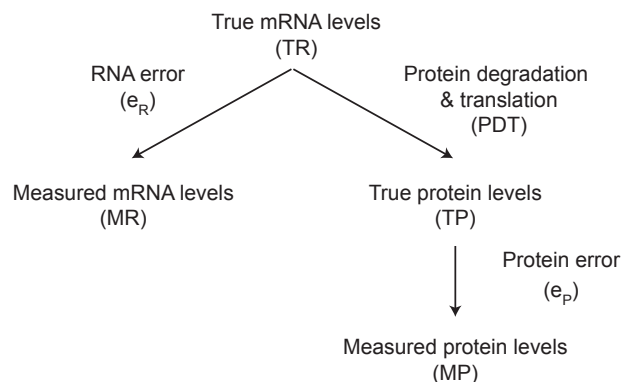 True mRNA levels
(TR)
RNA error
(e_R)
Protein degradation
& translation
(PDT)
Measured mRNA levels
(MR)
True protein levels
(TP)
Protein error
(e_P)
Measured protein levels
(MP)